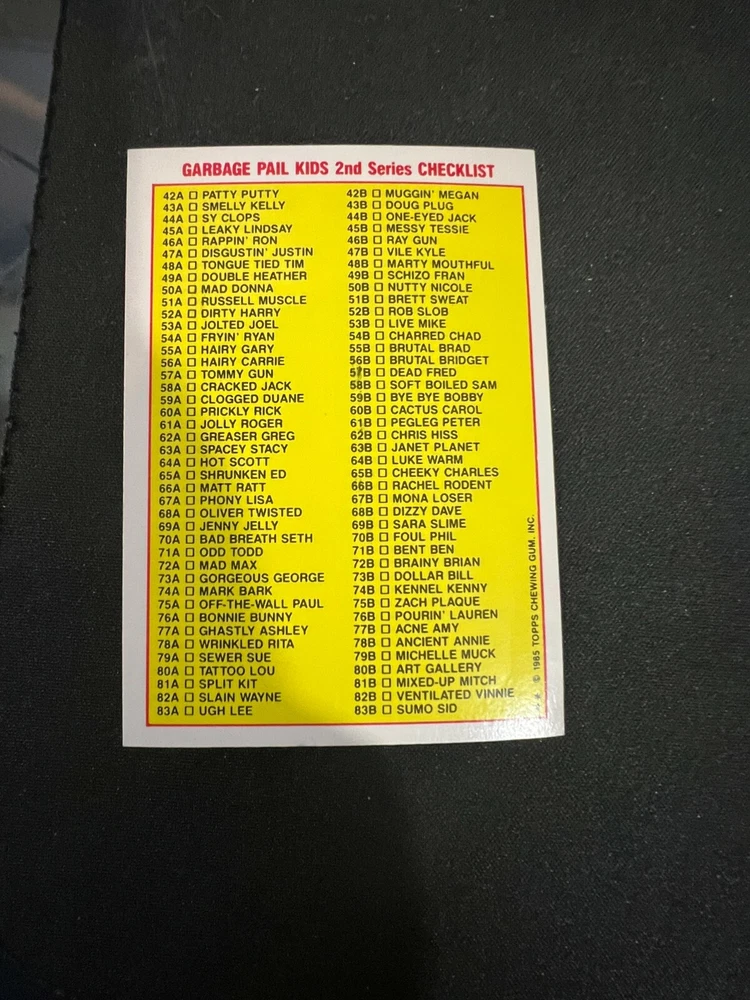 GARBAGE PAIL KIDS 2nd Series CHECKLIST
42A □ PATTY PUTTY
43A □ SMELLY KELLY
44A □ SY CLOPS
45A □ LEAKY LINDSAY
46A □ RAPPIN' RON
47A □ DISGUSTIN' JUSTIN
48A □ TONGUE TIED TIM
49A □ DOUBLE HEATHER
50A □ MAD DONNA
51A □ RUSSELL MUSCLE
52A □ DIRTY HARRY
53A □ JOLTED JOEL
54A □ FRYIN' RYAN
55A □ HAIRY GARY
56A □ HAIRY CARRIE
57A □ TOMMY GUN
58A □ CRACKED JACK
59A □ CLOGGED DUANE
60A □ PRICKLY RICK
61A □ JOLLY ROGER
62A □ GREASER GREG
63A □ SPACEY STACY
64A □ HOT SCOTT
65A □ SHRUNKEN ED
66A □ MATT RATT
67A □ PHONY LISA
68A □ OLIVER TWISTED
69A □ JENNY JELLY
70A □ BAD BREATH SETH
71A □ ODD TODD
72A □ MAD MAX
73A □ GORGEOUS GEORGE
74A □ MARK BARK
75A □ OFF-THE-WALL PAUL
76A □ BONNIE BUNNY
77A □ GHASTLY ASHLEY
78A □ WRINKLED RITA
79A □ SEWER SUE
80A □ TATTOO LOU
81A □ SPLIT KIT
82A □ SLAIN WAYNE
83A □ UGH LEE
42B □ MUGGIN' MEGAN
43B □ DOUG PLUG
44B □ ONE-EYED JACK
45B □ MESSY TESSIE
46B □ RAY GUN
47B □ VILE KYLE
48B □ MARTY MOUTHFUL
49B □ SCHIZO FRAN
50B □ NUTTY NICOLE
51B □ BRETT SWEAT
52B □ ROB SLOB
53B □ LIVE MIKE
54B □ CHARRED CHAD
55B □ BRUTAL BRAD
56B □ BRUTAL BRIDGET
57B □ DEAD FRED
58B □ SOFT BOILED SAM
59B □ BYE BYE BOBBY
60B □ CACTUS CAROL
61B □ PEGLEG PETER
62B □ CHRIS HISS
63B □ JANET PLANET
64B □ LUKE WARM
65B □ CHEEKY CHARLES
66B □ RACHEL RODENT
67B □ MONA LOSER
68B □ DIZZY DAVE
69B □ SARA SLIME
70B □ FOUL PHIL
71B □ BENT BEN
72B □ BRAINY BRIAN
73B □ DOLLAR BILL
74B □ KENNEL KENNY
75B □ ZACH PLAQUE
76B □ POURIN' LAUREN
77B □ ACNE AMY
78B □ ANCIENT ANNIE
79B □ MICHELLE MUCK
80B □ ART GALLERY
81B □ MIXED-UP MITCH
82B □ VENTILATED VINNIE
83B □ SUMO SID
★★ © 1985 TOPPS CHEWING GUM, INC.